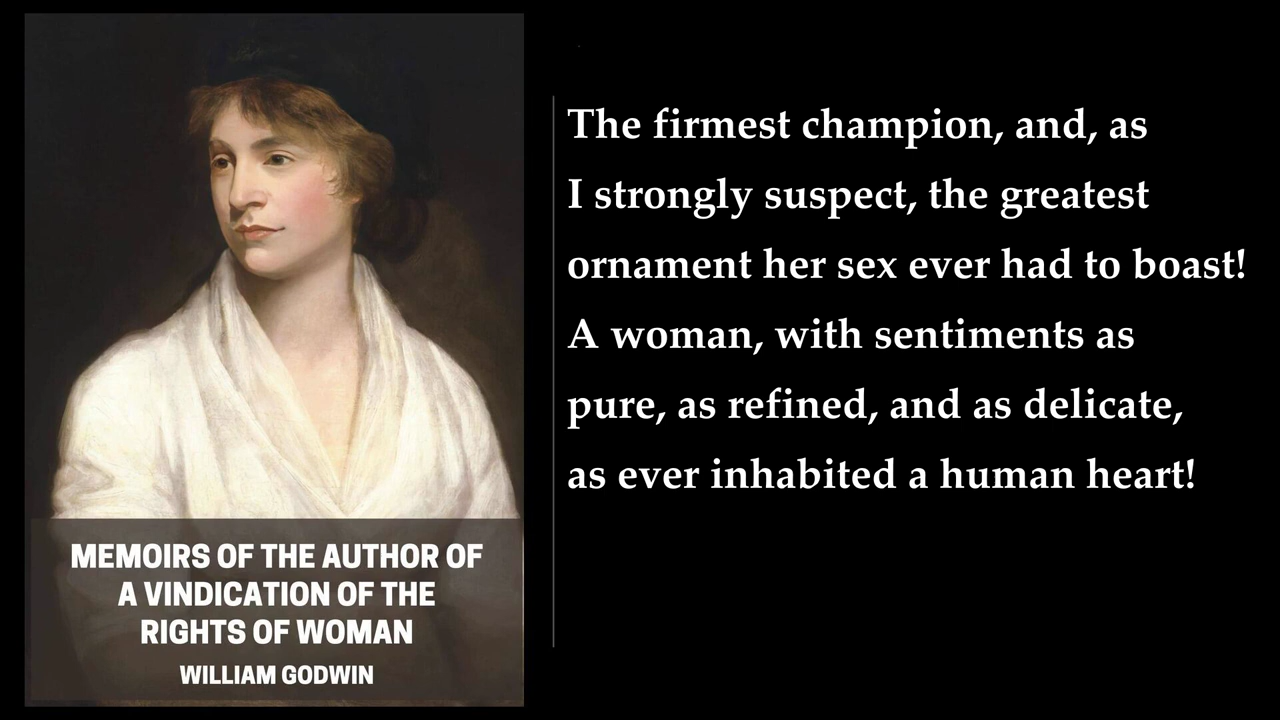 MEMOIRS OF THE AUTHOR OF
A VINDICATION OF THE
RIGHTS OF WOMAN
WILLIAM GODWIN
The firmest champion, and, as
I strongly suspect, the greatest
ornament her sex ever had to boast!
A woman, with sentiments as
pure, as refined, and as delicate,
as ever inhabited a human heart!